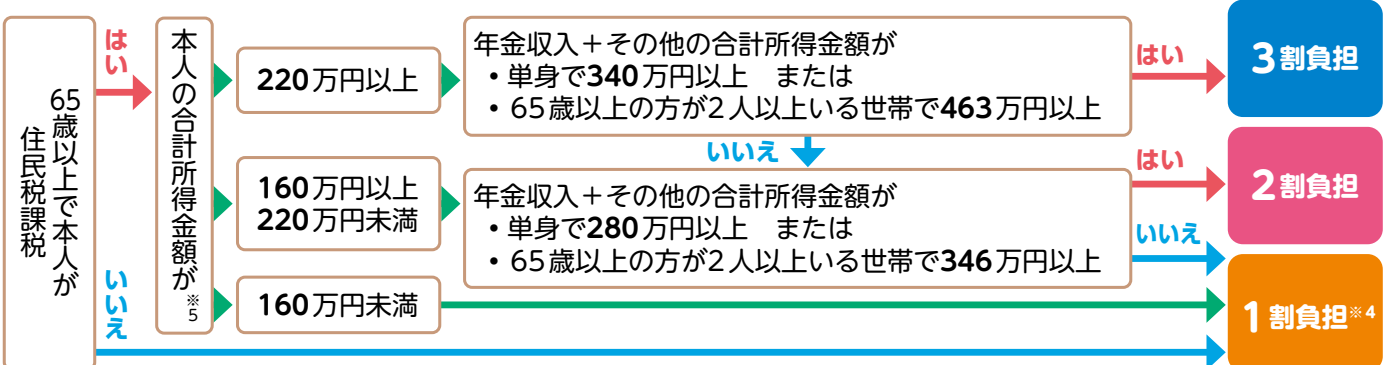 65歳以上で本人が
住民税課税
はい
いいえ
本人の合計所得金額が※5
220万円以上
160万円以上
220万円未満
160万円未満
年金収入＋その他の合計所得金額が
・単身で340万円以上　または
・65歳以上の方が2人以上いる世帯で463万円以上
はい
いいえ
年金収入＋その他の合計所得金額が
・単身で280万円以上　または
・65歳以上の方が2人以上いる世帯で346万円以上
はい
いいえ
3割負担
2割負担
1割負担※4